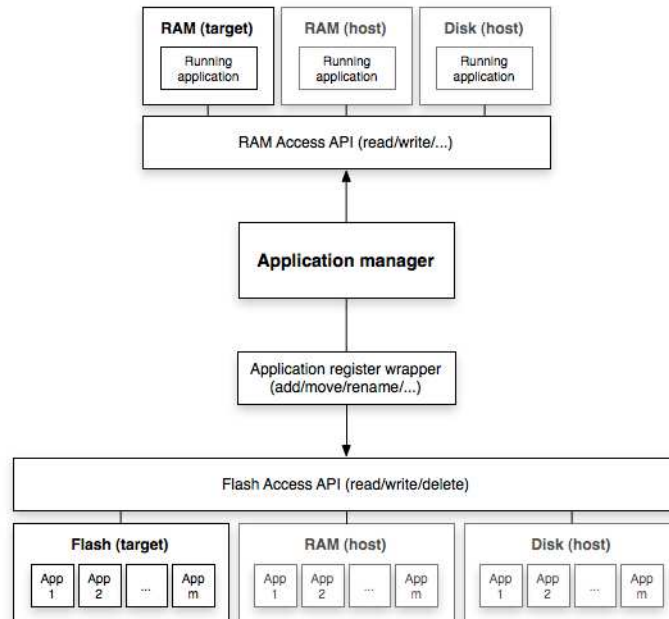 RAM (target) RAM (host) Disk (host)
Running Running Running
application application application
RAM Access API (read/write/...)
Application manager
Application register wrapper
(add/move/rename/...)
Flash Access API (read/write/delete)
Flash (target) RAM (host) Disk (host)
App App ... App App App ... App App App ... App
1 2 m 1 2 m 1 2 m